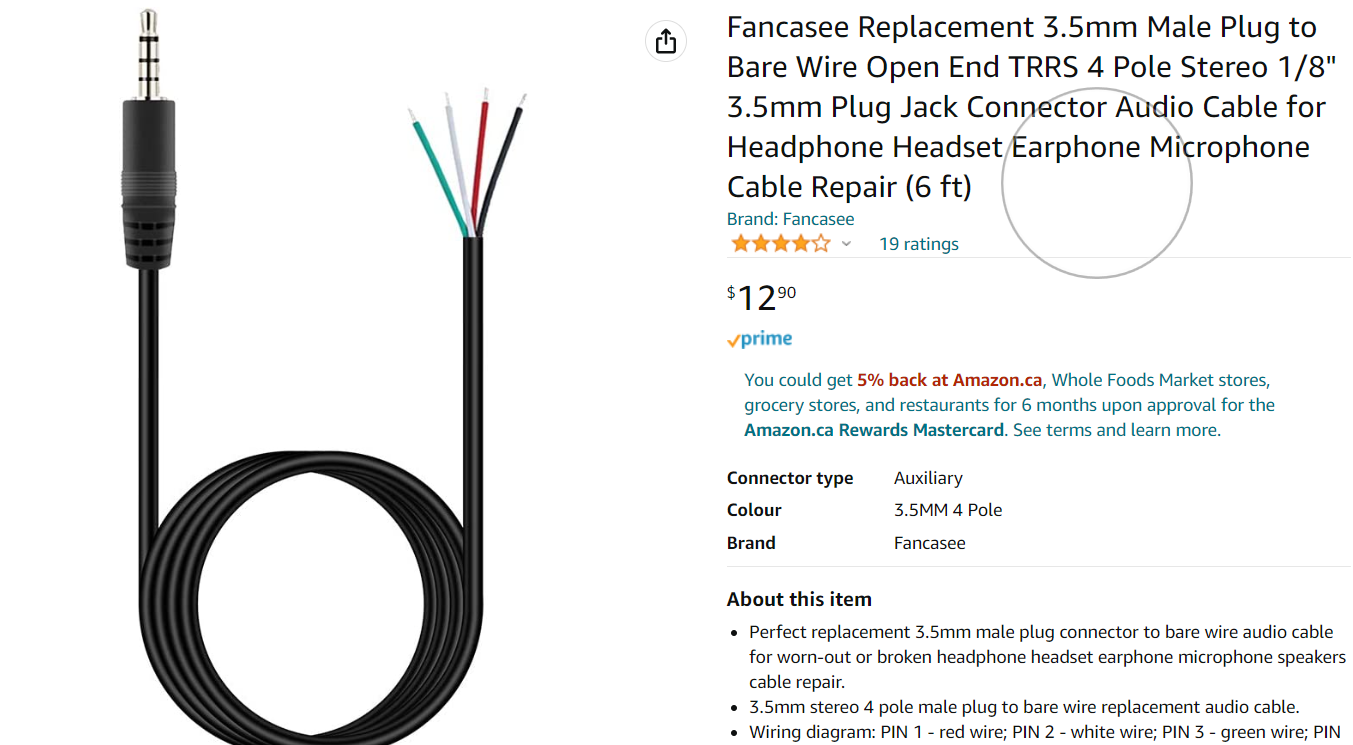 Fancasee Replacement 3.5mm Male Plug to
Bare Wire Open End TRRS 4 Pole Stereo 1/8"
3.5mm Plug Jack Connector Audio Cable for
Headphone Headset Earphone Microphone
Cable Repair (6 ft)
Brand: Fancasee
19 ratings
$12 90
prime
You could get 5% back at Amazon.ca, Whole Foods Market stores,
grocery stores, and restaurants for 6 months upon approval for the
Amazon.ca Rewards Mastercard. See terms and learn more.
Connector type Auxiliary
Colour 3.5MM 4 Pole
Brand Fancasee
About this item
• Perfect replacement 3.5mm male plug connector to bare wire audio cable
for worn-out or broken headphone headset earphone microphone speakers
cable repair.
• 3.5mm stereo 4 pole male plug to bare wire replacement audio cable.
• Wiring diagram: PIN 1 - red wire; PIN 2 - white wire; PIN 3 - green wire; PIN